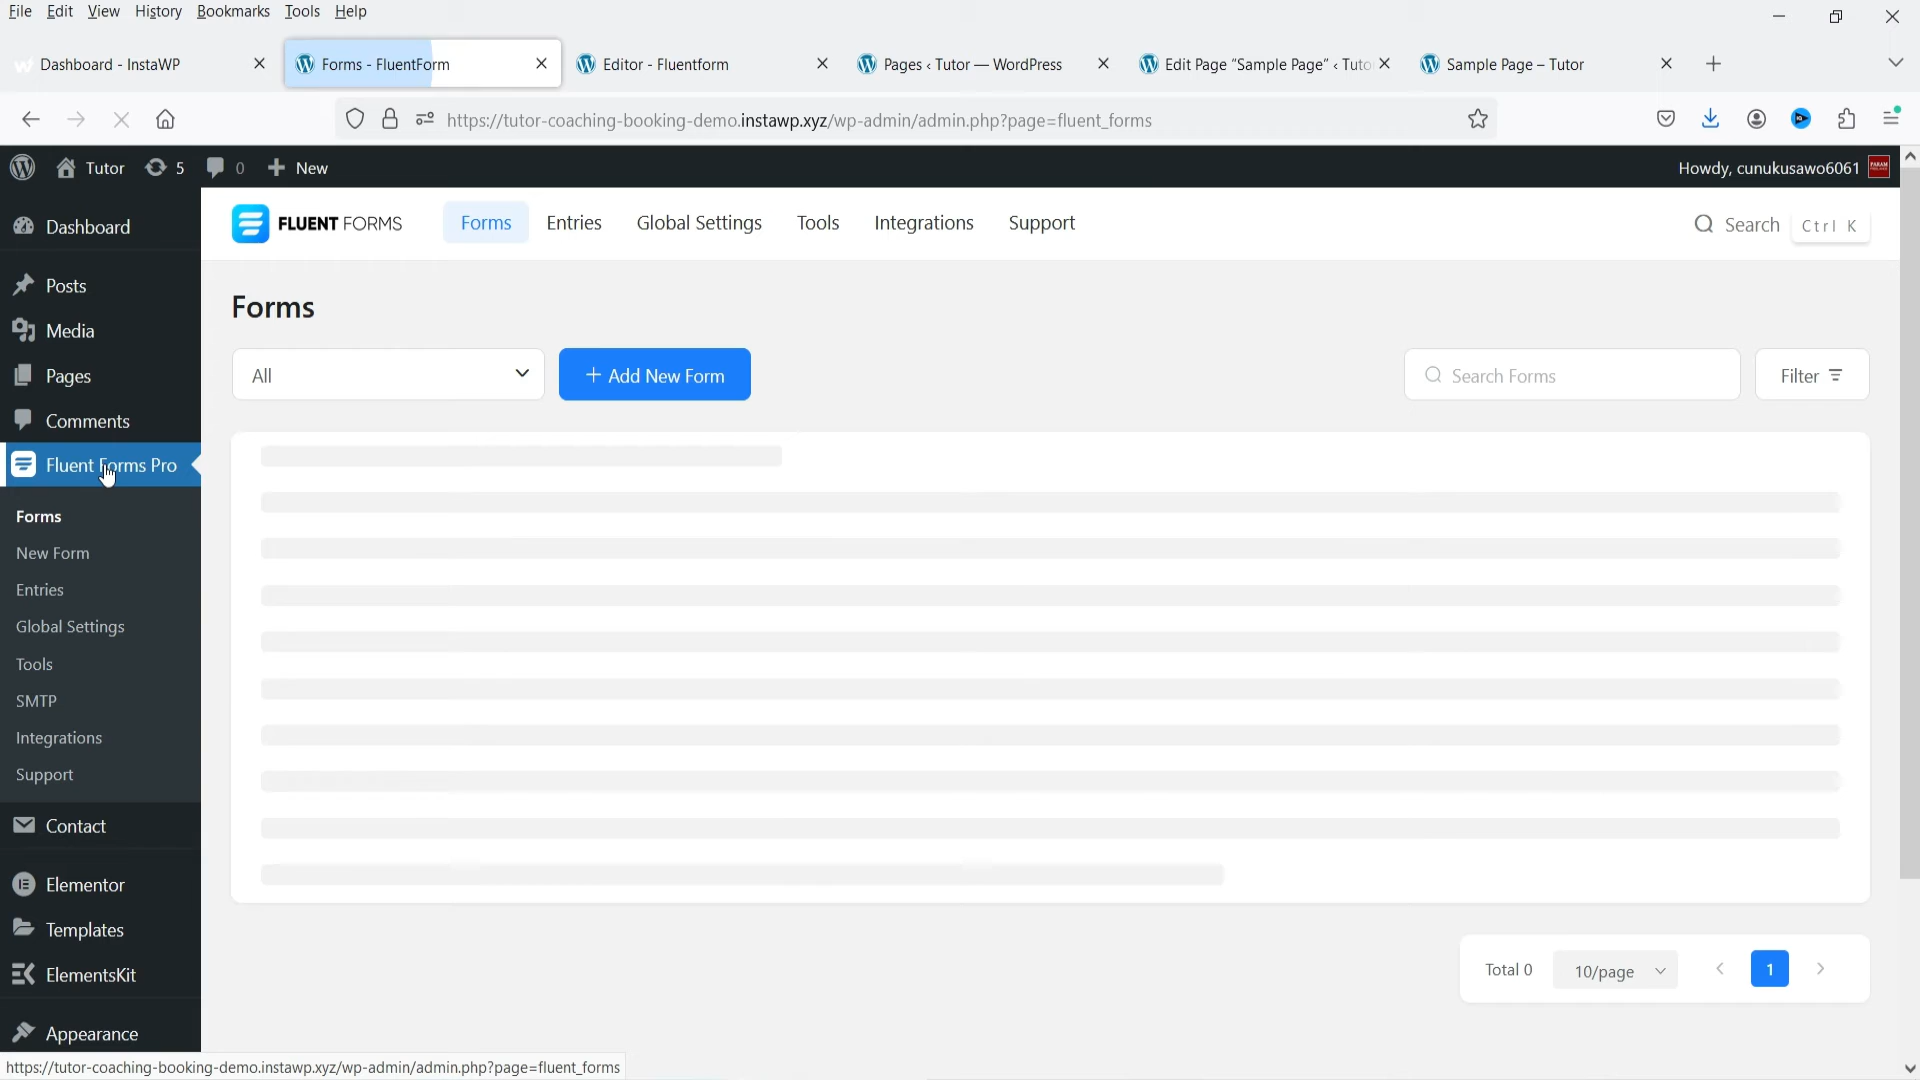 File Edit View History Bookmarks Tools Help
Dashboard - InstaWP
Forms - FluentForm
Editor - Fluentform
Pages ‹ Tutor — WordPress
Edit Page “Sample Page” ‹ Tuto
Sample Page – Tutor
https://tutor-coaching-booking-demo.instawp.xyz/wp-admin/admin.php?page=fluent_forms
Tutor 5 0 New
Howdy, cunukusawo6061
Dashboard
Posts
Media
Pages
Comments
Fluent Forms Pro
Forms
New Form
Entries
Global Settings
Tools
SMTP
Integrations
Support
Contact
Elementor
Templates
ElementsKit
Appearance
FLUENT FORMS
Forms Entries Global Settings Tools Integrations Support
Search Ctrl K
Forms
All
+ Add New Form
Search Forms
Filter
Total 0
10/page
1
https://tutor-coaching-booking-demo.instawp.xyz/wp-admin/admin.php?page=fluent_forms